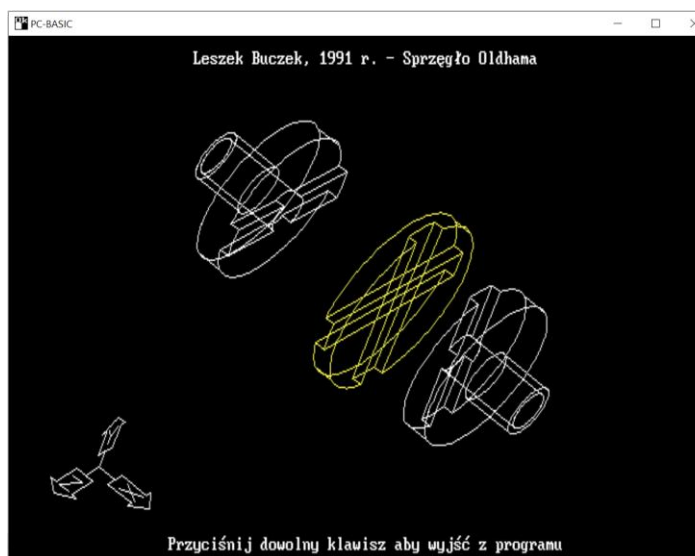 PC-BASIC
Leszek Buczek, 1991 r. - Sprzęgło Oldhama
Y
Z
X
Przyciśnij dowolny klawisz aby wyjść z programu